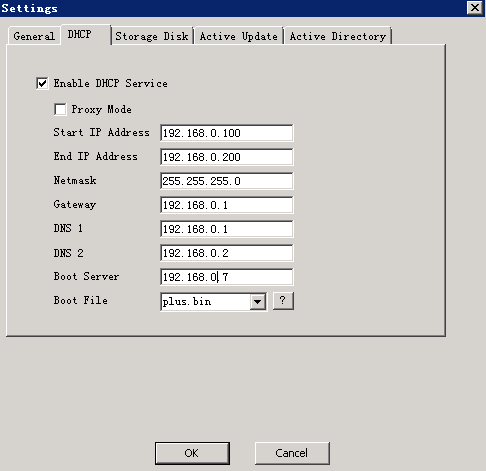 Settings
General DHCP Storage Disk Active Update Active Directory
Enable DHCP Service
Proxy Mode
Start IP Address 192.168.0.100
End IP Address 192.168.0.200
Netmask 255.255.255.0
Gateway 192.168.0.1
DNS 1 192.168.0.1
DNS 2 192.168.0.2
Boot Server 192.168.0.7
Boot File plus.bin ?
OK Cancel